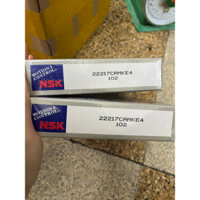 MOTION &
CONTROL
NSK
22217CAMKE4
102
MOTION &
CONTROL
NSK
22217CAMKE4
102